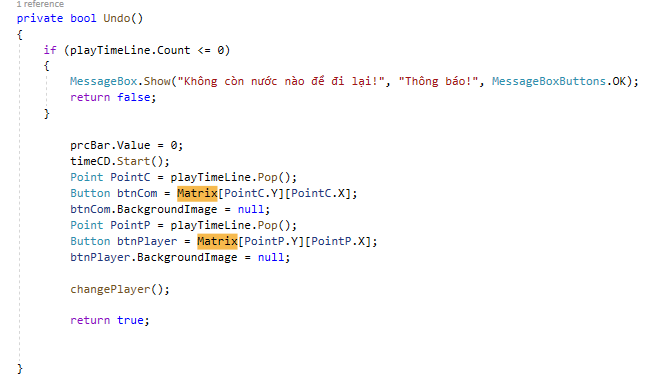 1 reference
private bool Undo()
{
if (playTimeLine.Count <= 0)
{
MessageBox.Show("Không còn nước nào để đi lại!", "Thông báo!", MessageBoxButtons.OK);
return false;
}
prcBar.Value = 0;
timeCD.Start();
Point PointC = playTimeLine.Pop();
Button btnCom = Matrix[PointC.Y][PointC.X];
btnCom.BackgroundImage = null;
Point PointP = playTimeLine.Pop();
Button btnPlayer = Matrix[PointP.Y][PointP.X];
btnPlayer.BackgroundImage = null;
changePlayer();
return true;
}